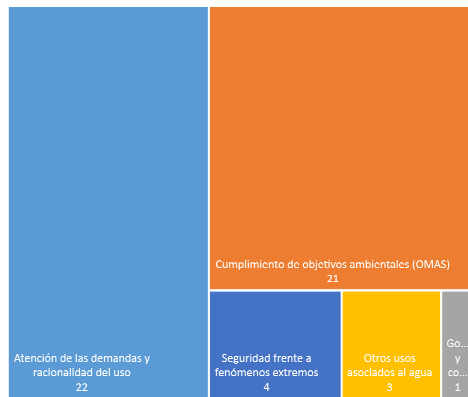 Cumplimiento de objetivos ambientales (OMAS)
21
Atención de las demandas y
racionalidad del uso
22
Seguridad frente a
fenómenos extremos
4
Otros usos
asociados al agua
3
Go...
y
co...
1